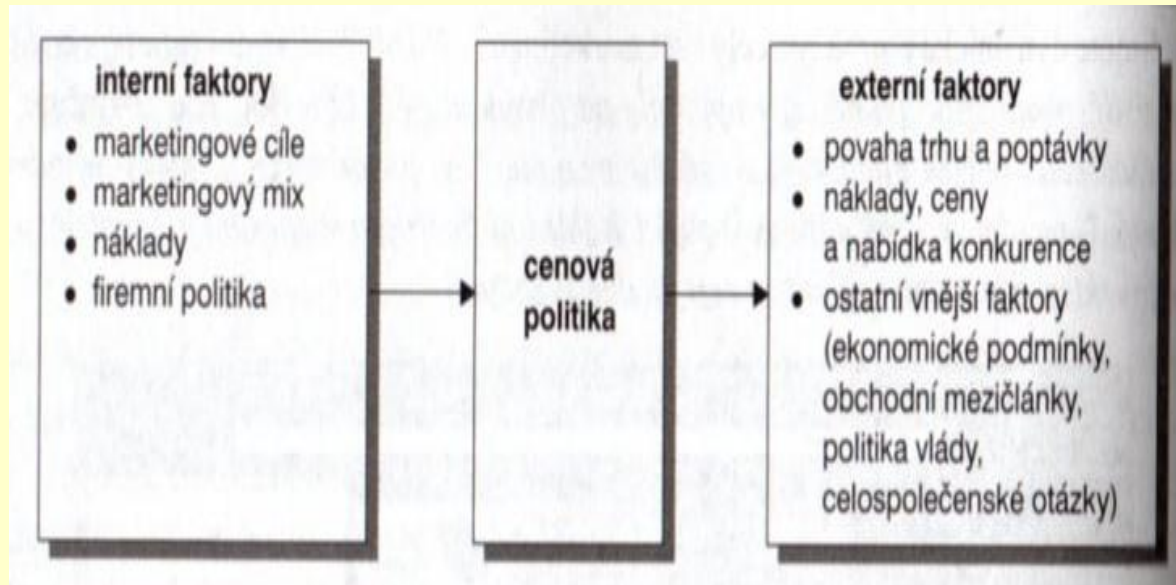 interní faktory
• marketingové cíle
• marketingový mix
• náklady
• firemní politika
cenová
politika
externí faktory
• povaha trhu a poptávky
• náklady, ceny
a nabídka konkurence
• ostatní vnější faktory
(ekonomické podmínky,
obchodní mezičlánky,
politika vlády,
celospolečenské otázky)